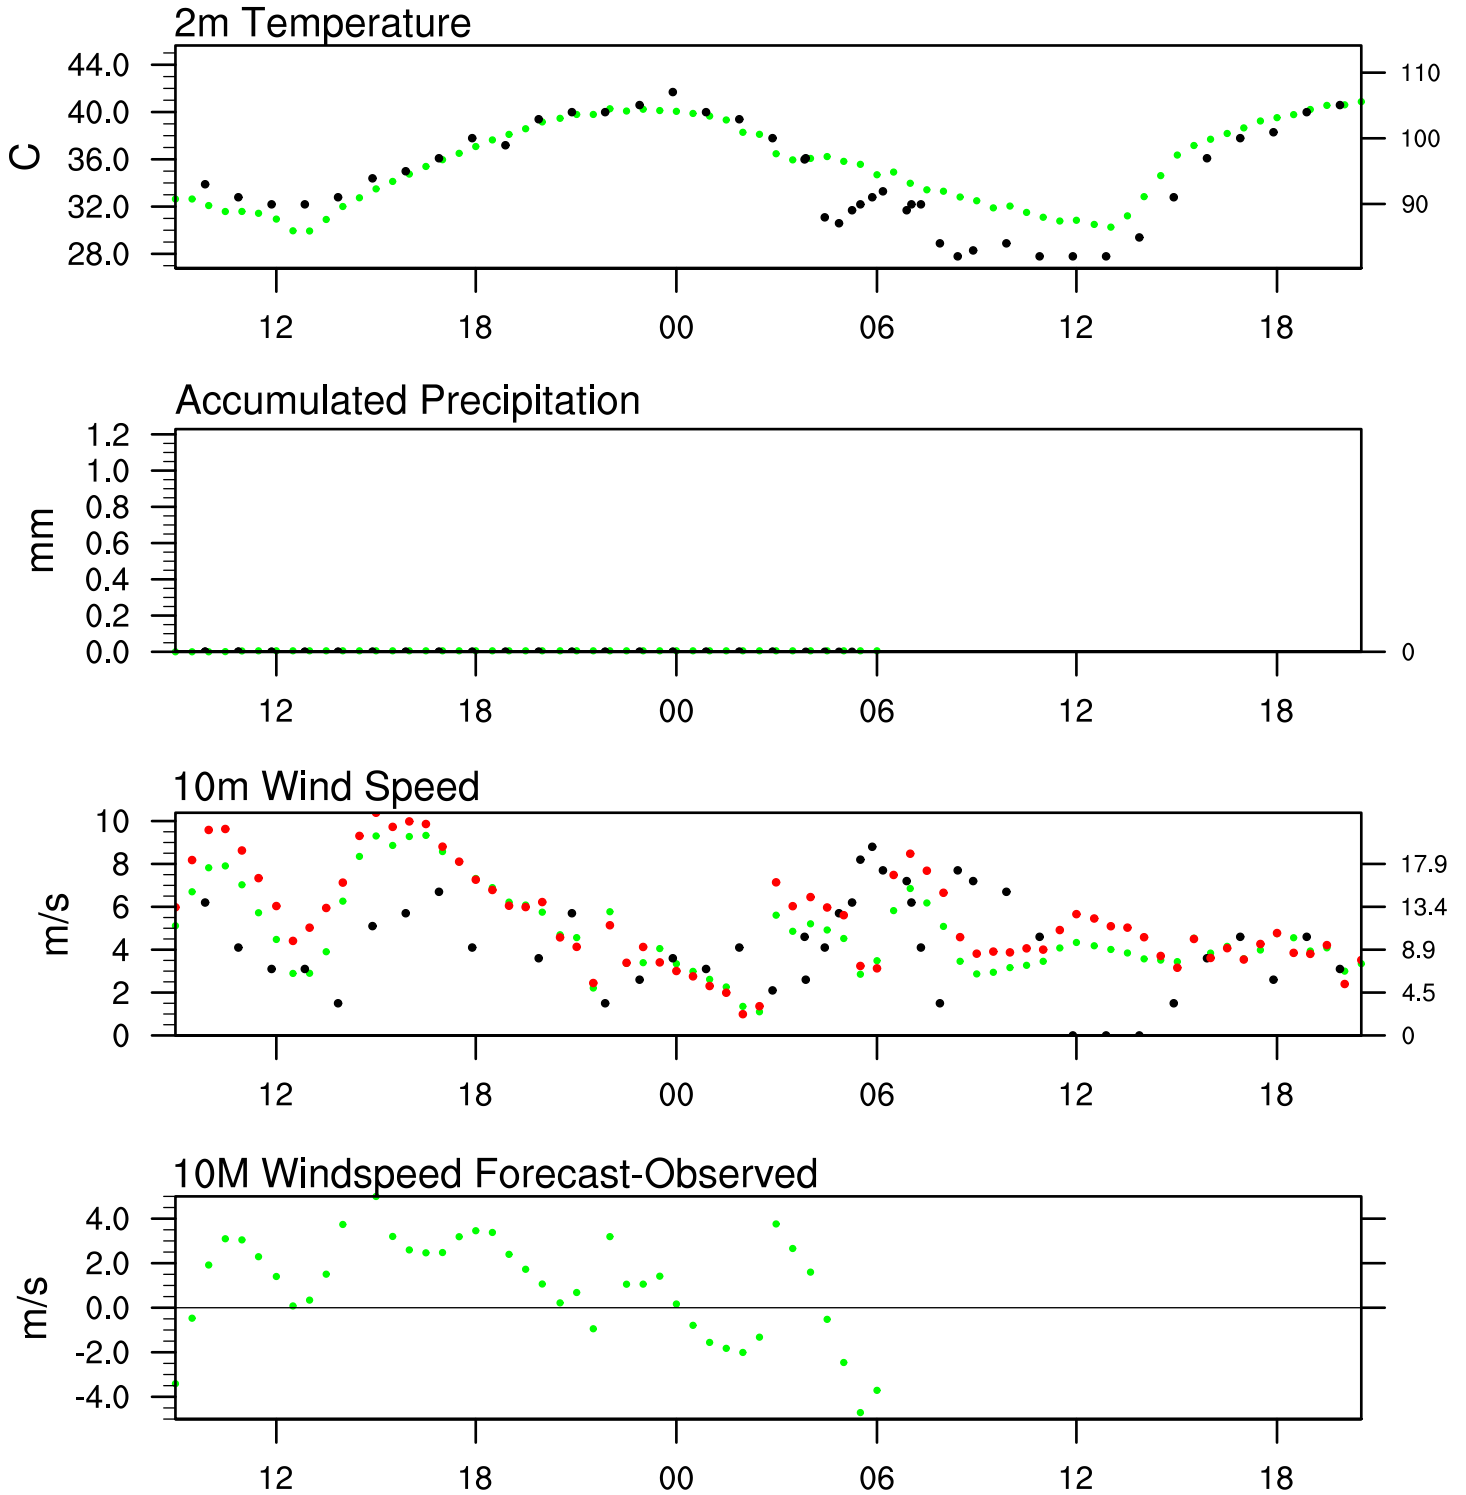 2m Temperature
44.0
40.0
36.0
32.0
28.0
C
110
100
90
12 18 00 06 12 18
Accumulated Precipitation
1.2
1.0
0.8
0.6
0.4
0.2
0.0
mm
0
12 18 00 06 12 18
10m Wind Speed
10
8
6
4
2
0
m/s
17.9
13.4
8.9
4.5
0
12 18 00 06 12 18
10M Windspeed Forecast-Observed
4.0
2.0
0.0
-2.0
-4.0
m/s
12 18 00 06 12 18